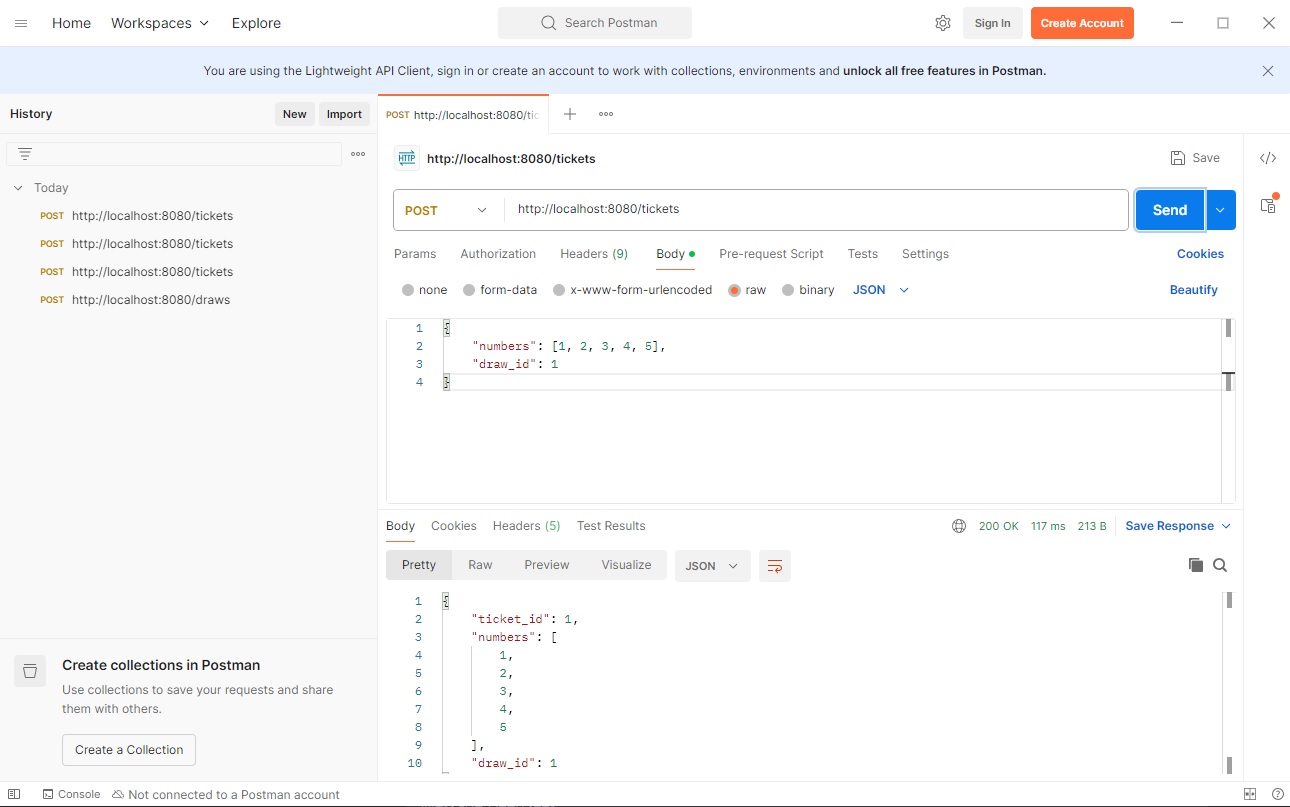 Home Workspaces Explore Search Postman Sign In Create Account
You are using the Lightweight API Client, sign in or create an account to work with collections, environments and unlock all free features in Postman.
History New Import
POST http://localhost:8080/tic
HTTP http://localhost:8080/tickets Save
Today
POST http://localhost:8080/tickets
POST http://localhost:8080/tickets
POST http://localhost:8080/tickets
POST http://localhost:8080/draws
POST http://localhost:8080/tickets Send
Params Authorization Headers (9) Body Pre-request Script Tests Settings Cookies
none form-data x-www-form-urlencoded raw binary JSON Beautify
1 {
2 "numbers": [1, 2, 3, 4, 5],
3 "draw_id": 1
4 }
Body Cookies Headers (5) Test Results 200 OK 117 ms 213 B Save Response
Pretty Raw Preview Visualize JSON
1 {
2 "ticket_id": 1,
3 "numbers": [
4 1,
5 2,
6 3,
7 4,
8 5
9 ],
10 "draw_id": 1
Create collections in Postman
Use collections to save your requests and share
them with others.
Create a Collection
Console Not connected to a Postman account